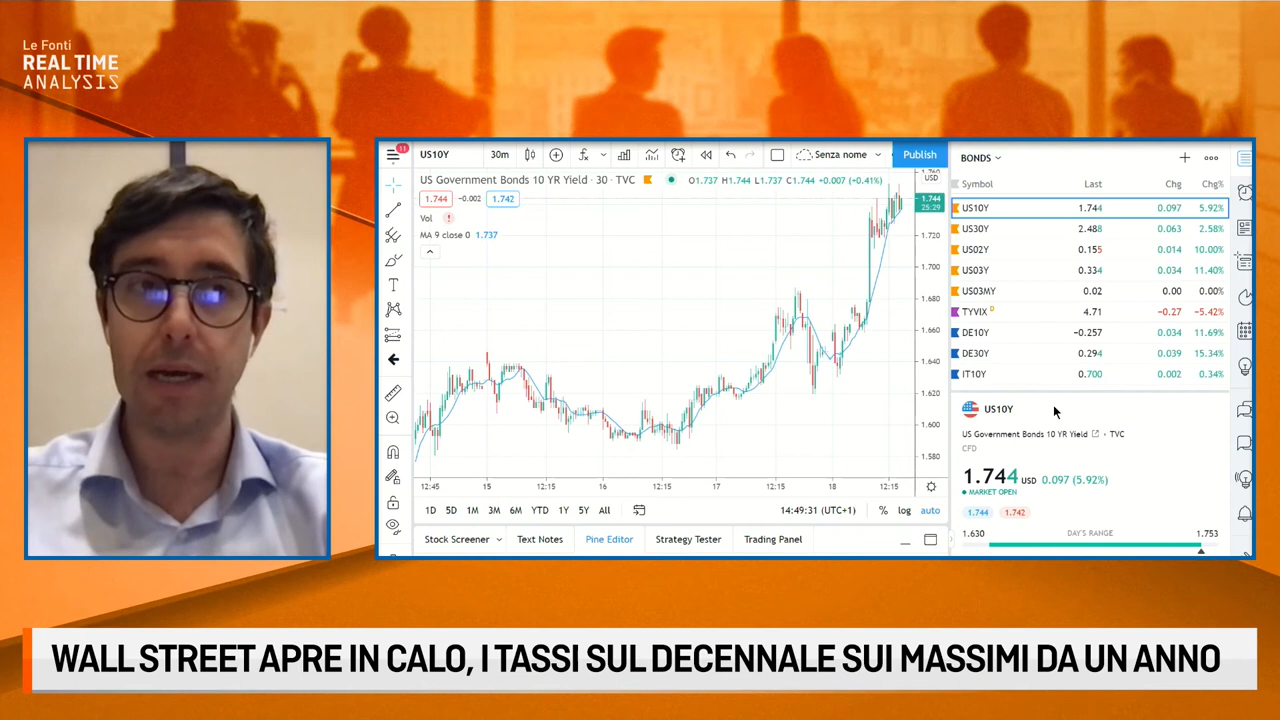 Le Fonti
REAL TIME
ANALYSIS
11
US10Y
30m
Senza nome
Publish
US Government Bonds 10 YR Yield · 30 · TVC
O1.737 H1.744 L1.737 C1.744 +0.007 (+0.41%)
1.744
-0.002
1.742
Vol
MA 9 close 0 1.737
USD
1.744
25:29
1.720
1.700
1.680
1.660
1.640
1.620
1.600
1.580
12:45 15 12:15 16 12:15 17 12:15 18 12:15
1D 5D 1M 3M 6M YTD 1Y 5Y All
14:49:31 (UTC+1)
% log auto
Stock Screener
Text Notes
Pine Editor
Strategy Tester
Trading Panel
BONDS
Symbol Last Chg Chg%
US10Y 1.744 0.097 5.92%
US30Y 2.488 0.063 2.58%
US02Y 0.155 0.014 10.00%
US03Y 0.334 0.034 11.40%
US03MY 0.02 0.00 0.00%
TYVIX D 4.71 -0.27 -5.42%
DE10Y -0.257 0.034 11.69%
DE30Y 0.294 0.039 15.34%
IT10Y 0.700 0.002 0.34%
US10Y
US Government Bonds 10 YR Yield · TVC
CFD
1.744 USD 0.097 (5.92%)
MARKET OPEN
1.744
1.742
1.630 DAY'S RANGE 1.753
WALL STREET APRE IN CALO, I TASSI SUL DECENNALE SUI MASSIMI DA UN ANNO